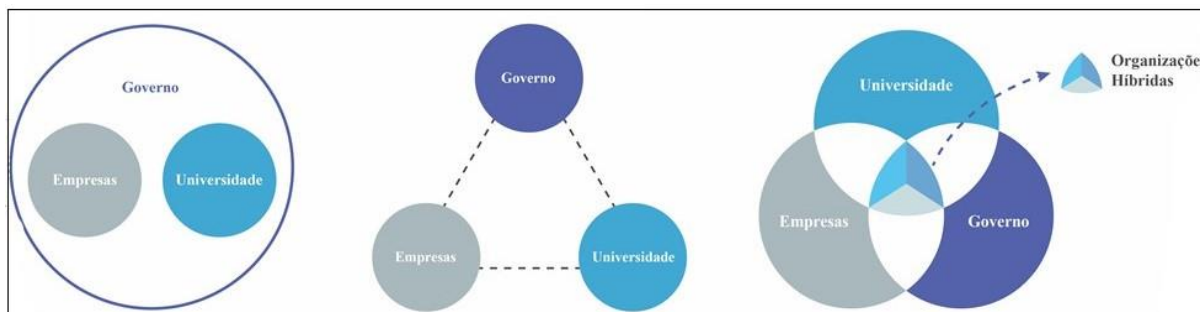 Governo
Empresas
Universidade
Governo
Empresas
Universidade
Universidade
Empresas
Governo
Organizaçõe
Híbridas